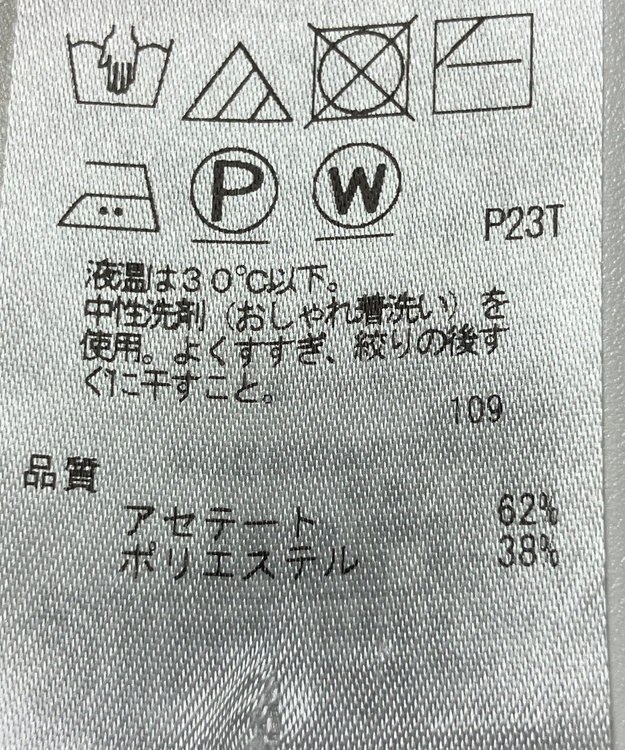 P W P23T
液温は30℃以下。
中性洗剤（おしゃれ着洗い）を
使用。よくすすぎ、絞りの後す
ぐに干すこと。
109
品質
アセテート 62%
ポリエステル 38%